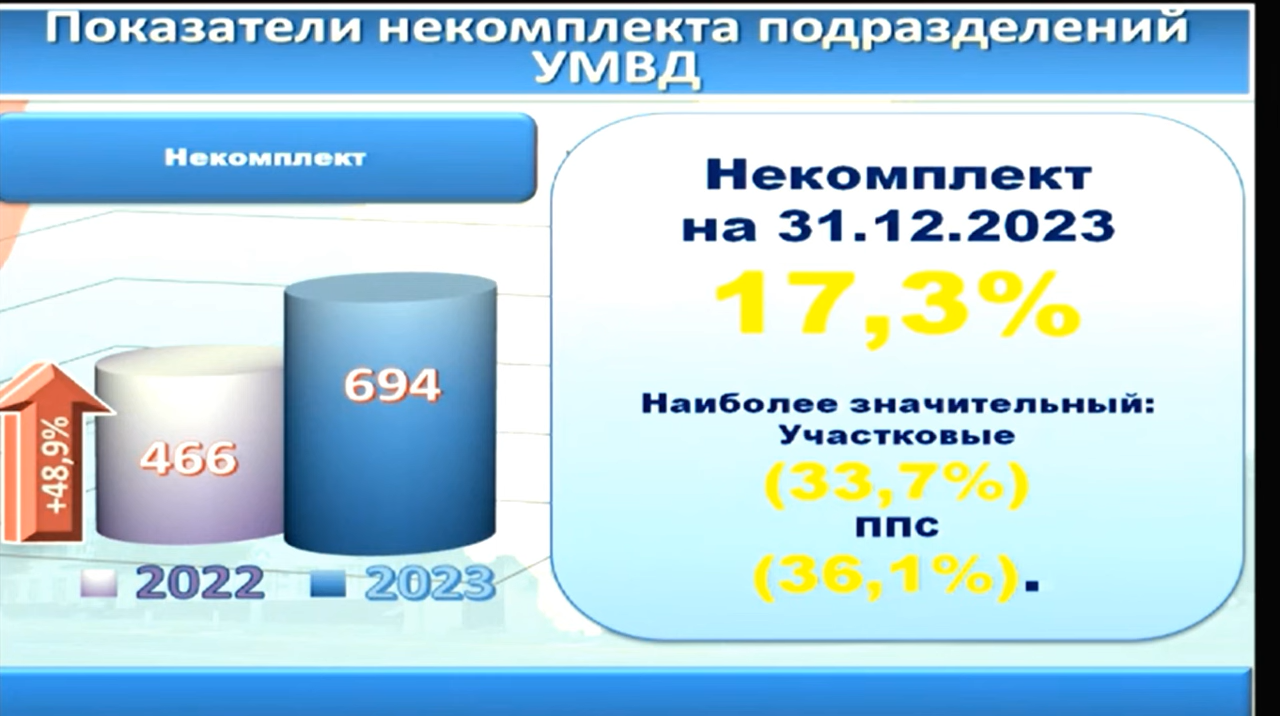 Показатели некомплекта подразделений
УМВД
Некомплект
+48,9%
466
694
2022
2023
Некомплект
на 31.12.2023
17,3%
Наиболее значительный:
Участковые
(33,7%)
ППС
(36,1%).